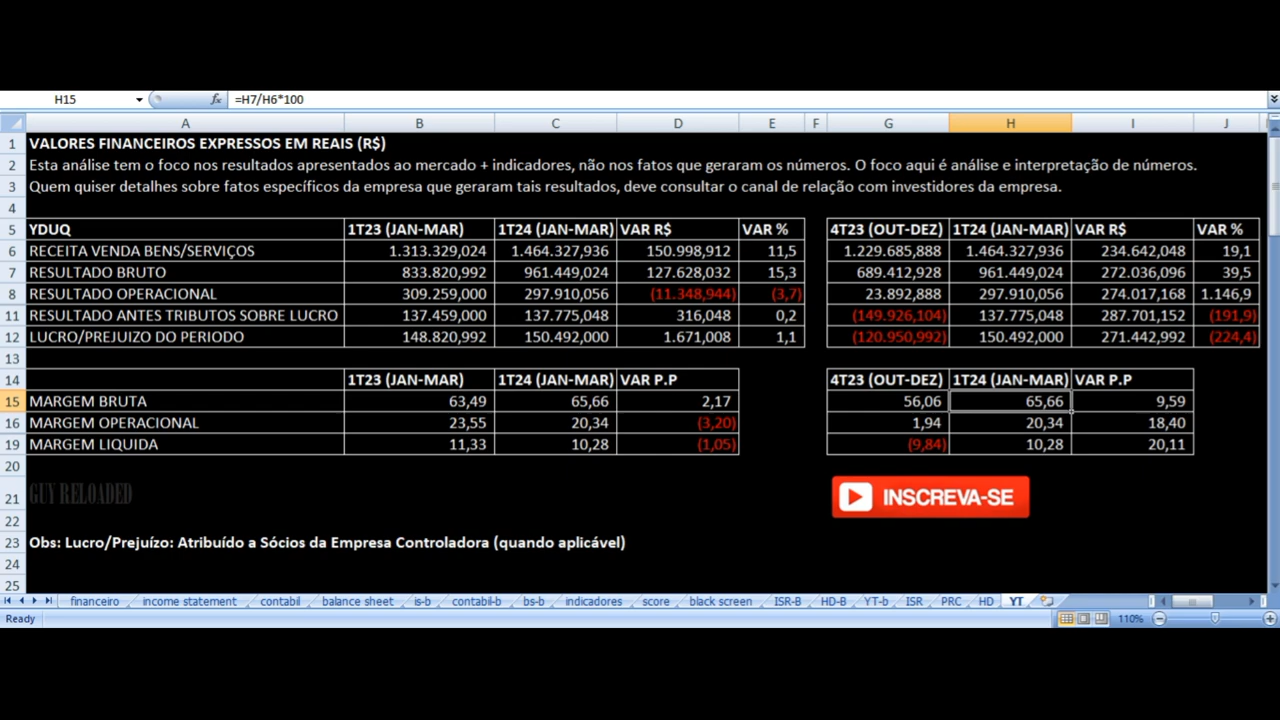 H15 fx =H7/H6*100
A B C D E F G H I J
1 VALORES FINANCEIROS EXPRESSOS EM REAIS (R$)
2 Esta análise tem o foco nos resultados apresentados ao mercado + indicadores, não nos fatos que geraram os números. O foco aqui é análise e interpretação de números.
3 Quem quiser detalhes sobre fatos específicos da empresa que geraram tais resultados, deve consultar o canal de relação com investidores da empresa.
4
5 YDUQ 1T23 (JAN-MAR) 1T24 (JAN-MAR) VAR R$ VAR % 4T23 (OUT-DEZ) 1T24 (JAN-MAR) VAR R$ VAR %
6 RECEITA VENDA BENS/SERVIÇOS 1.313.329,024 1.464.327,936 150.998,912 11,5 1.229.685,888 1.464.327,936 234.642,048 19,1
7 RESULTADO BRUTO 833.820,992 961.449,024 127.628,032 15,3 689.412,928 961.449,024 272.036,096 39,5
8 RESULTADO OPERACIONAL 309.259,000 297.910,056 (11.348,944) (3,7) 23.892,888 297.910,056 274.017,168 1.146,9
11 RESULTADO ANTES TRIBUTOS SOBRE LUCRO 137.459,000 137.775,048 316,048 0,2 (149.926,104) 137.775,048 287.701,152 (191,9)
12 LUCRO/PREJUIZO DO PERIODO 148.820,992 150.492,000 1.671,008 1,1 (120.950,992) 150.492,000 271.442,992 (224,4)
13
14 1T23 (JAN-MAR) 1T24 (JAN-MAR) VAR P.P 4T23 (OUT-DEZ) 1T24 (JAN-MAR) VAR P.P
15 MARGEM BRUTA 63,49 65,66 2,17 56,06 65,66 9,59
16 MARGEM OPERACIONAL 23,55 20,34 (3,20) 1,94 20,34 18,40
19 MARGEM LIQUIDA 11,33 10,28 (1,05) (9,84) 10,28 20,11
20
21 GUY RELOADED INSCREVA-SE
22
23 Obs: Lucro/Prejuízo: Atribuído a Sócios da Empresa Controladora (quando aplicável)
24
25
financeiro income statement contabil balance sheet is-b contabil-b bs-b indicadores score black screen ISR-B HD-B YT-b ISR PRC HD YT
Ready 110%